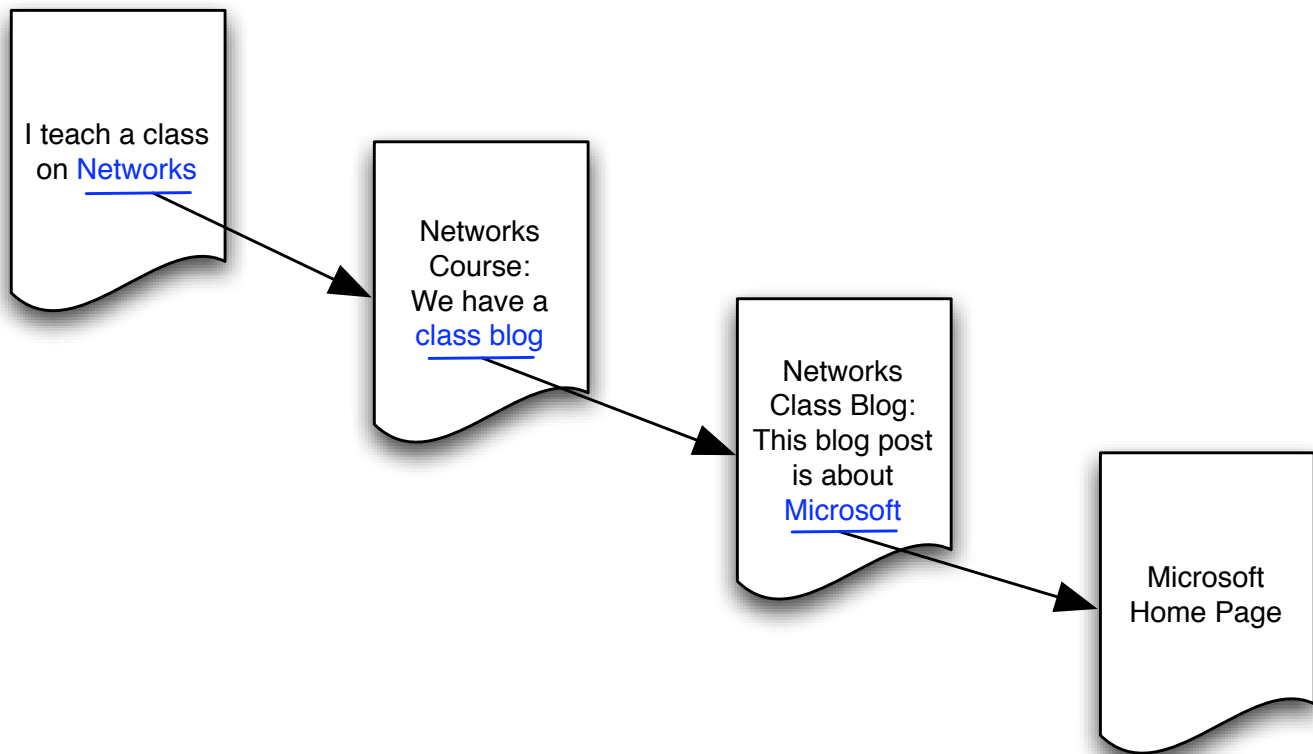 I teach a class
on Networks
Networks
Course:
We have a
class blog
Networks
Class Blog:
This blog post
is about
Microsoft
Microsoft
Home Page